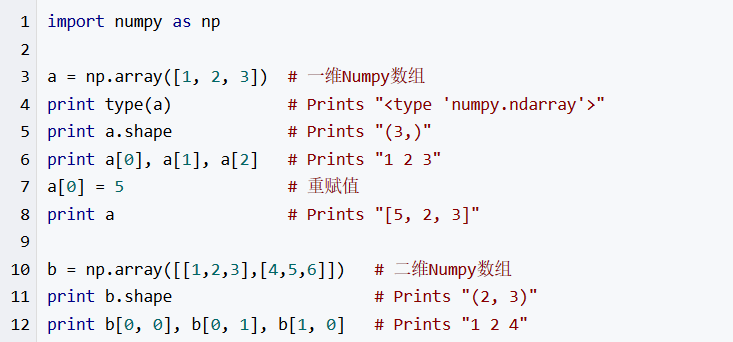 1 import numpy as np
2
3 a = np.array([1, 2, 3])  # 一维Numpy数组
4 print type(a)            # Prints "<type 'numpy.ndarray'>"
5 print a.shape            # Prints "(3,)"
6 print a[0], a[1], a[2]   # Prints "1 2 3"
7 a[0] = 5                 # 重赋值
8 print a                  # Prints "[5, 2, 3]"
9
10 b = np.array([[1,2,3],[4,5,6]])   # 二维Numpy数组
11 print b.shape                     # Prints "(2, 3)"
12 print b[0, 0], b[0, 1], b[1, 0]   # Prints "1 2 4"